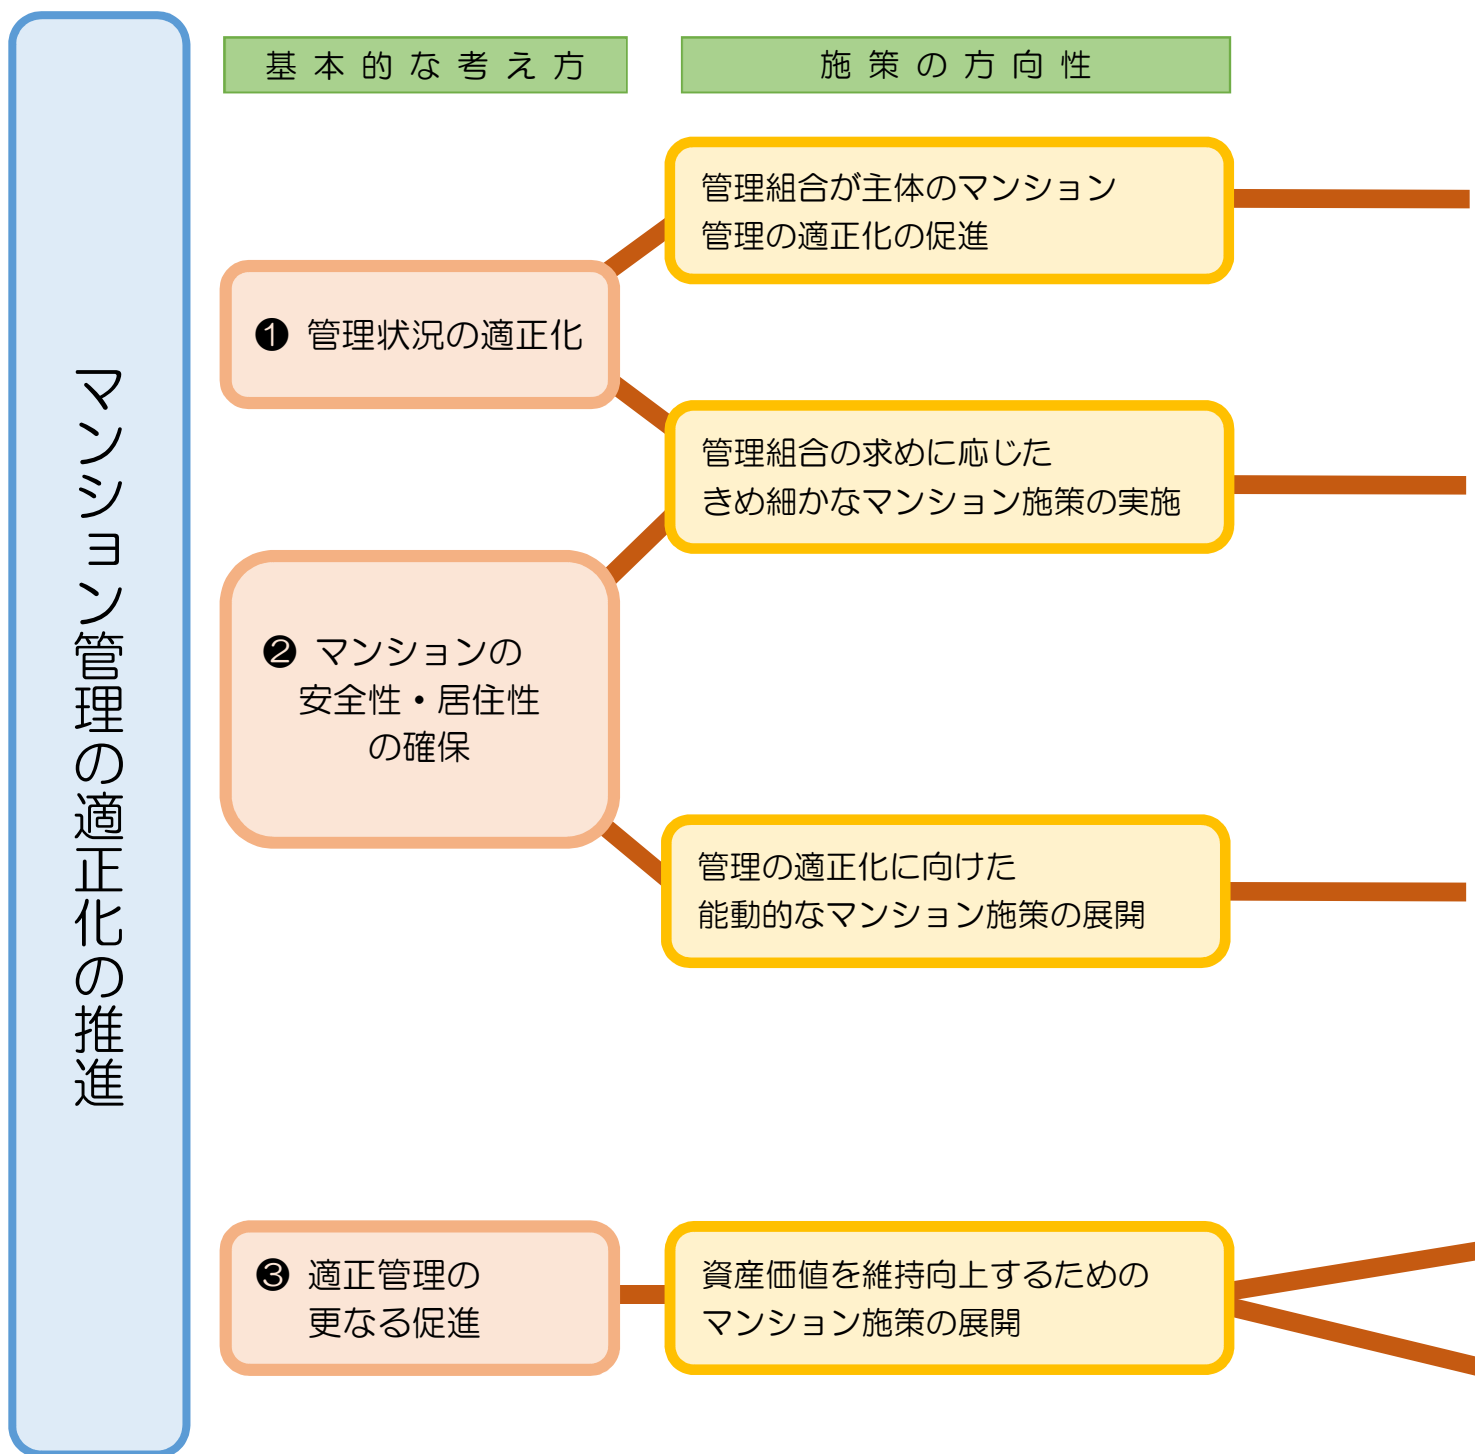 マンション管理の適正化の推進
基本的な考え方
施策の方向性
管理組合が主体のマンション
管理の適正化の促進
❶ 管理状況の適正化
管理組合の求めに応じた
きめ細かなマンション施策の実施
❷ マンションの
安全性・居住性
の確保
管理の適正化に向けた
能動的なマンション施策の展開
❸ 適正管理の
更なる促進
資産価値を維持向上するための
マンション施策の展開